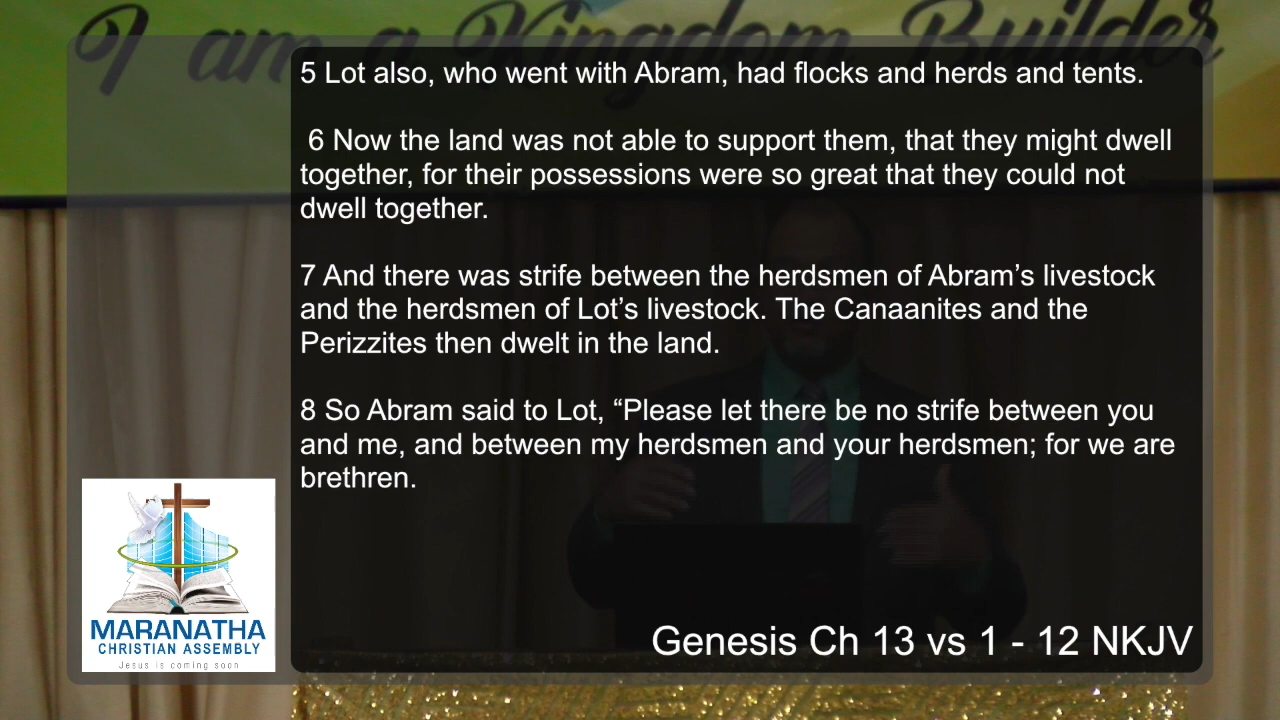 I am a Kingdom Builder
5 Lot also, who went with Abram, had flocks and herds and tents.
6 Now the land was not able to support them, that they might dwell
together, for their possessions were so great that they could not
dwell together.
7 And there was strife between the herdsmen of Abram’s livestock
and the herdsmen of Lot’s livestock. The Canaanites and the
Perizzites then dwelt in the land.
8 So Abram said to Lot, “Please let there be no strife between you
and me, and between my herdsmen and your herdsmen; for we are
brethren.
MARANATHA
CHRISTIAN ASSEMBLY
Jesus is coming soon
Genesis Ch 13 vs 1 - 12 NKJV